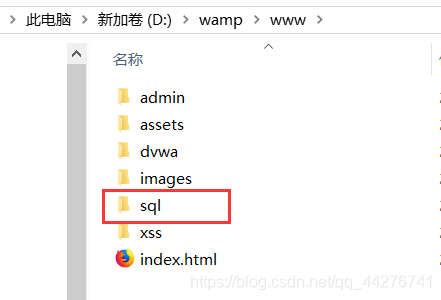 此电脑 > 新加卷 (D:) > wamp > www >
名称
admin
assets
dvwa
images
sql
xss
index.html
https://blog.csdn.net/qq_44276741